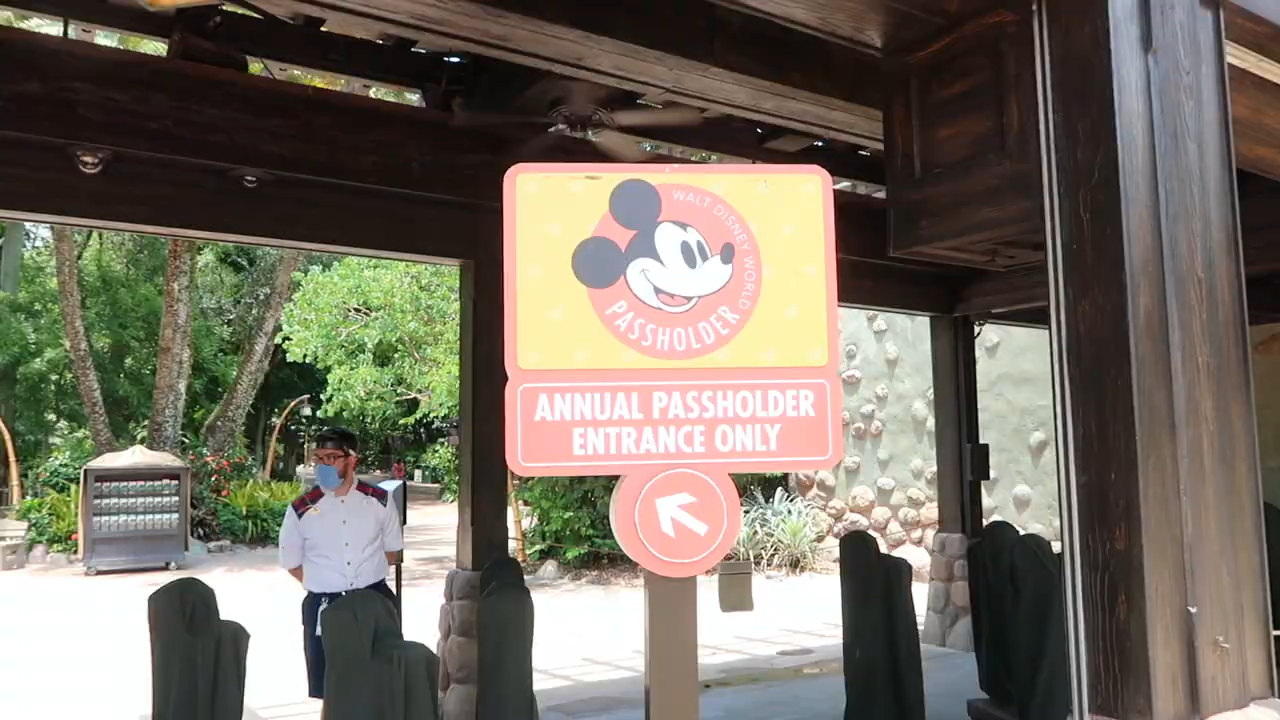 WALT DISNEY WORLD
PASSHOLDER
ANNUAL PASSHOLDER
ENTRANCE ONLY